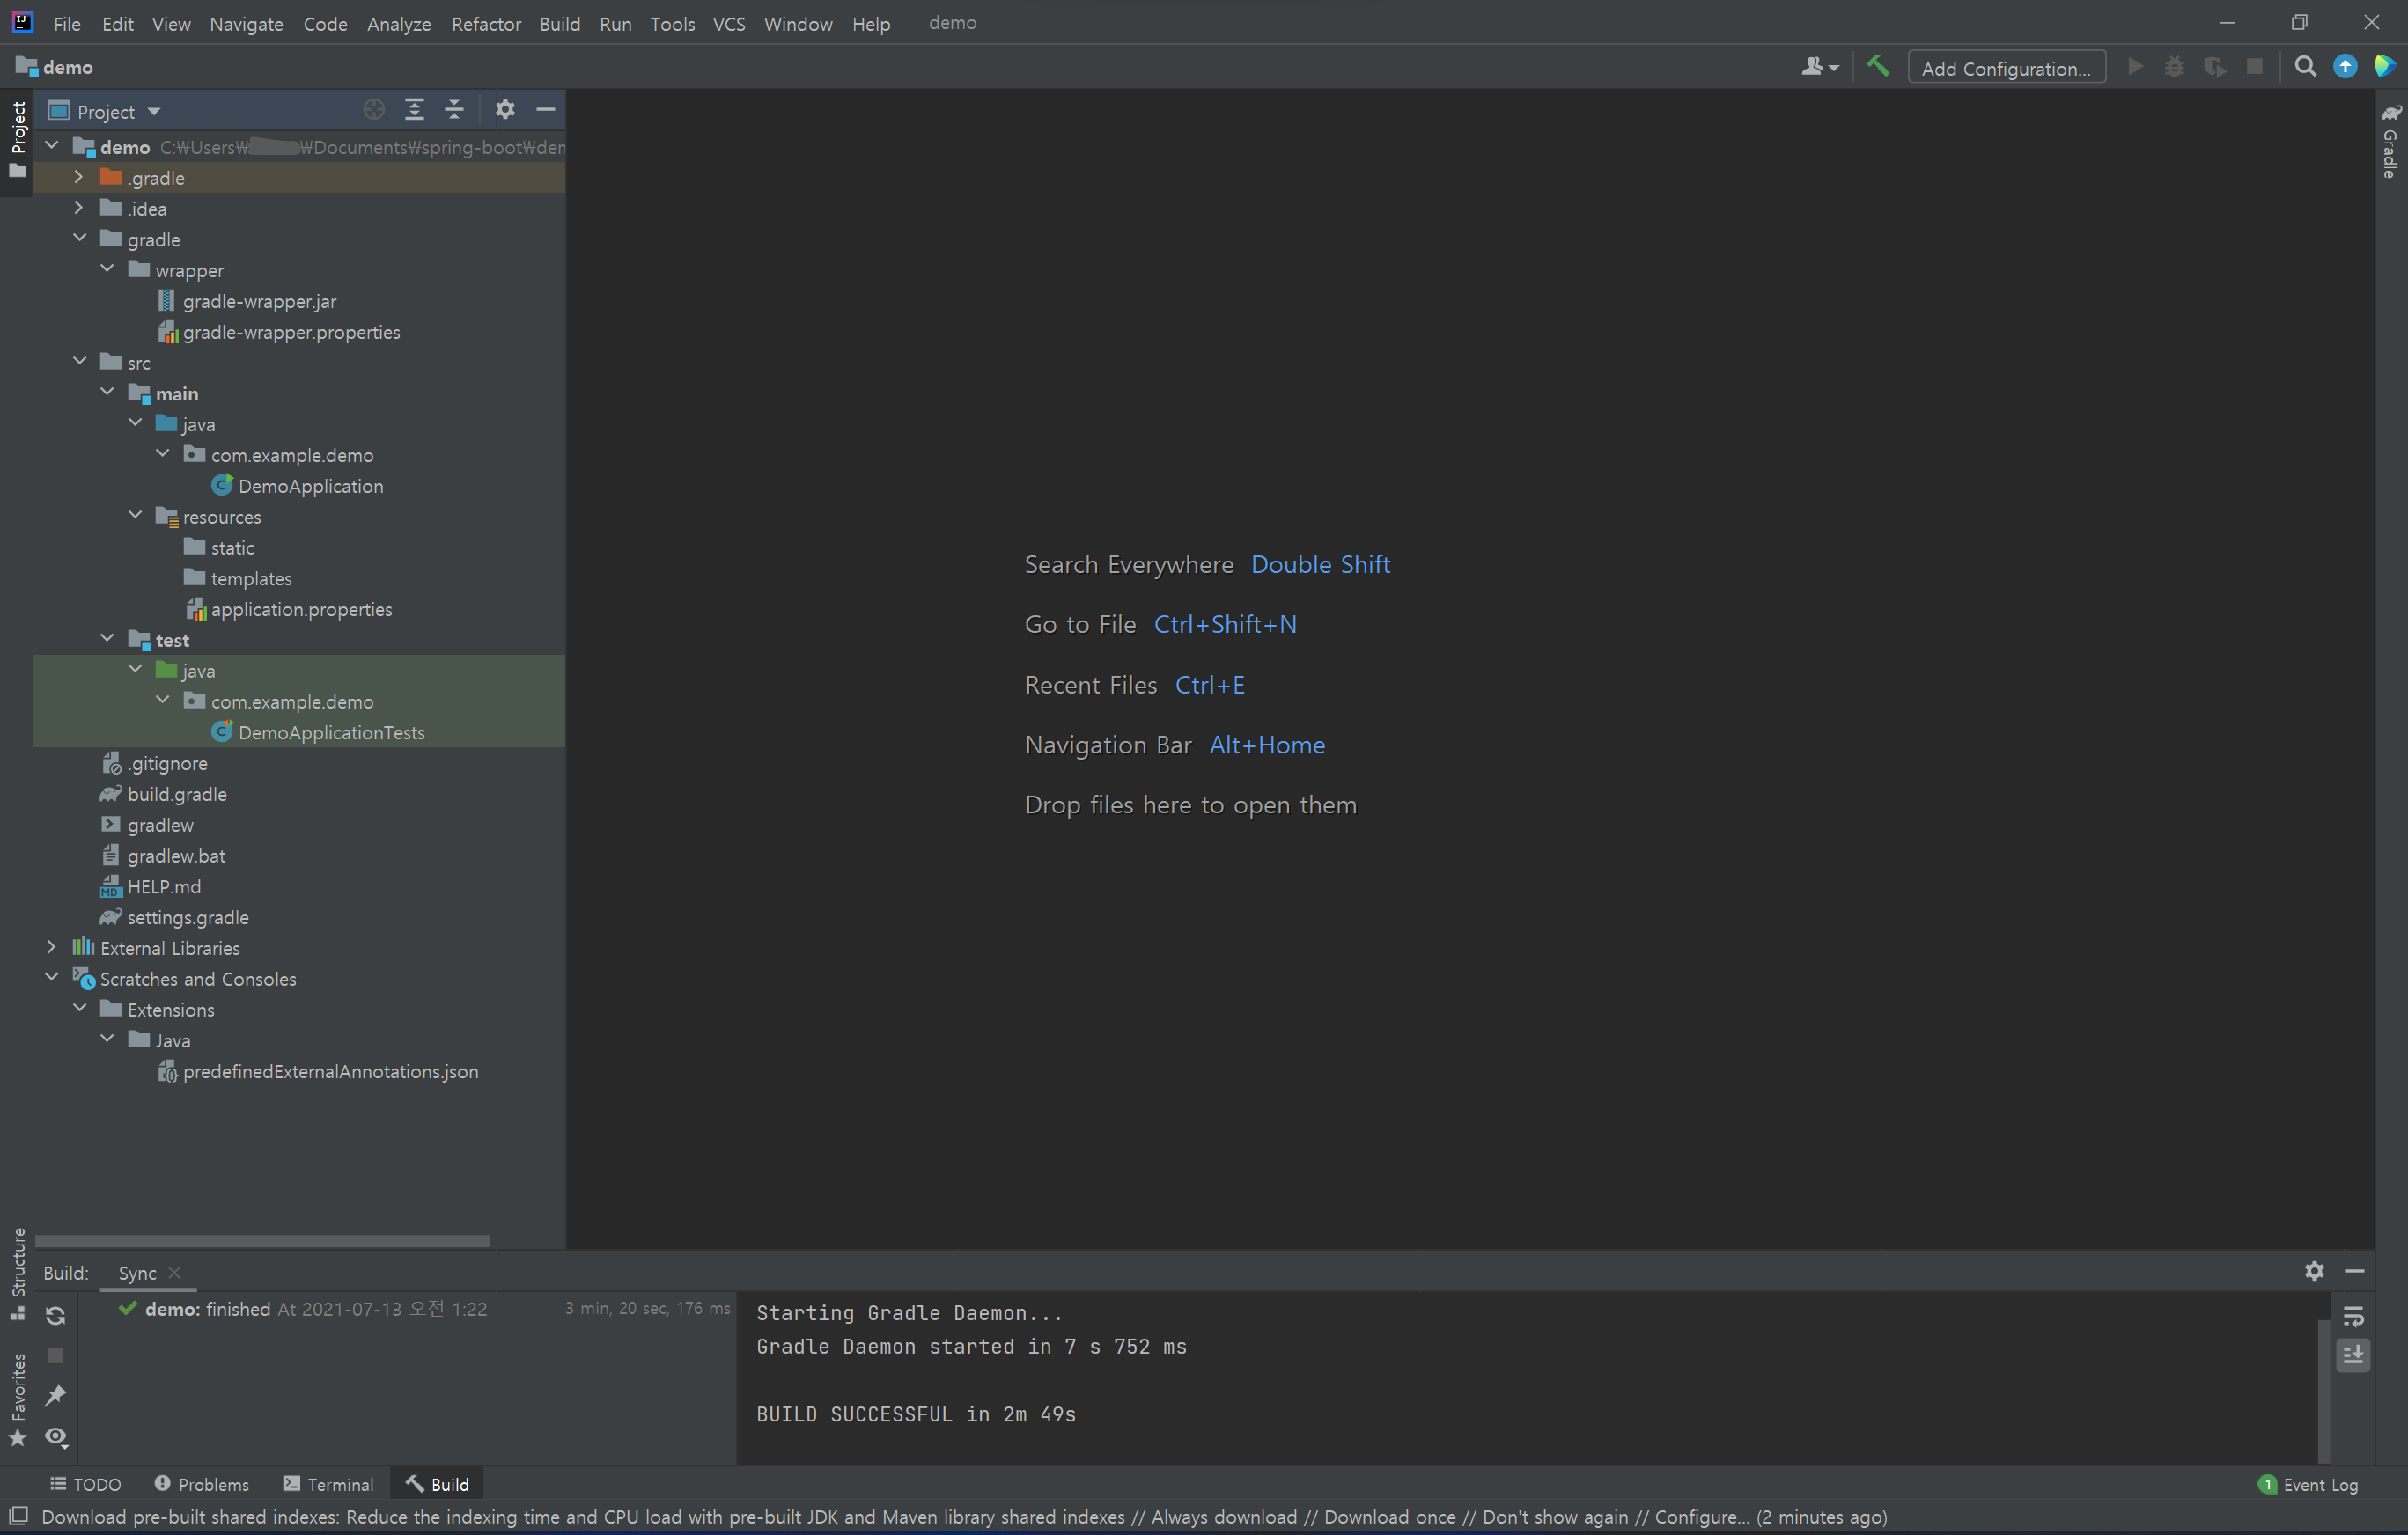 File Edit View Navigate Code Analyze Refactor Build Run Tools VCS Window Help demo
demo
Add Configuration...
Project
Project
demo C:₩Users₩ ₩Documents₩spring-boot₩den
.gradle
.idea
gradle
wrapper
gradle-wrapper.jar
gradle-wrapper.properties
src
main
java
com.example.demo
DemoApplication
resources
static
templates
application.properties
test
java
com.example.demo
DemoApplicationTests
.gitignore
build.gradle
gradlew
gradlew.bat
HELP.md
settings.gradle
External Libraries
Scratches and Consoles
Extensions
Java
predefinedExternalAnnotations.json
Search Everywhere Double Shift
Go to File Ctrl+Shift+N
Recent Files Ctrl+E
Navigation Bar Alt+Home
Drop files here to open them
Gradle
Structure
Favorites
Build: Sync
demo: finished At 2021-07-13 오전 1:22 3 min, 20 sec, 176 ms
Starting Gradle Daemon...
Gradle Daemon started in 7 s 752 ms
BUILD SUCCESSFUL in 2m 49s
TODO Problems Terminal Build 1 Event Log
Download pre-built shared indexes: Reduce the indexing time and CPU load with pre-built JDK and Maven library shared indexes // Always download // Download once // Don't show again // Configure... (2 minutes ago)